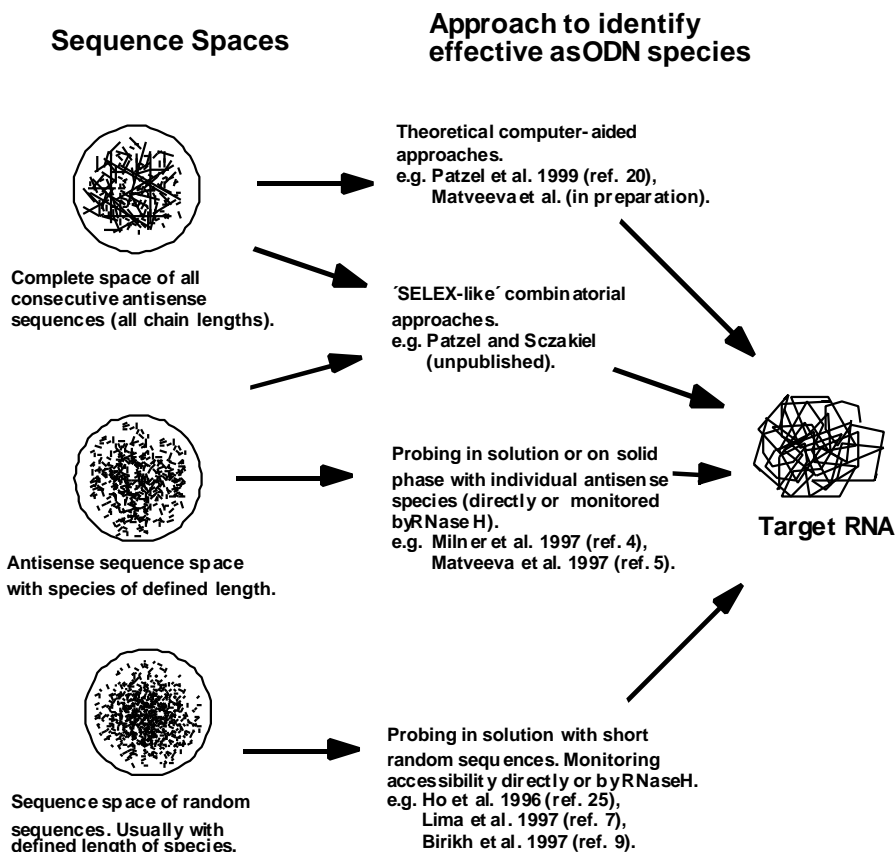 Sequence Spaces
Approach to identify
effective asODN species
Theoretical computer-aided
approaches.
e.g. Patzel et al. 1999 (ref. 20),
Matveeva et al. (in preparation).
Complete space of all
consecutive antisense
sequences (all chain lengths).
´SELEX-like´ combinatorial
approaches.
e.g. Patzel and Sczakiel
(unpublished).
Probing in solution or on solid
phase with individual antisense
species (directly or monitored
byRNase H).
e.g. Milner et al. 1997 (ref. 4),
Matveeva et al. 1997 (ref. 5).
Target RNA
Antisense sequence space
with species of defined length.
Probing in solution with short
random sequences. Monitoring
accessibility directly or by RNaseH.
e.g. Ho et al. 1996 (ref. 25),
Lima et al. 1997 (ref. 7),
Birikh et al. 1997 (ref. 9).
Sequence space of random
sequences. Usually with
defined length of species.